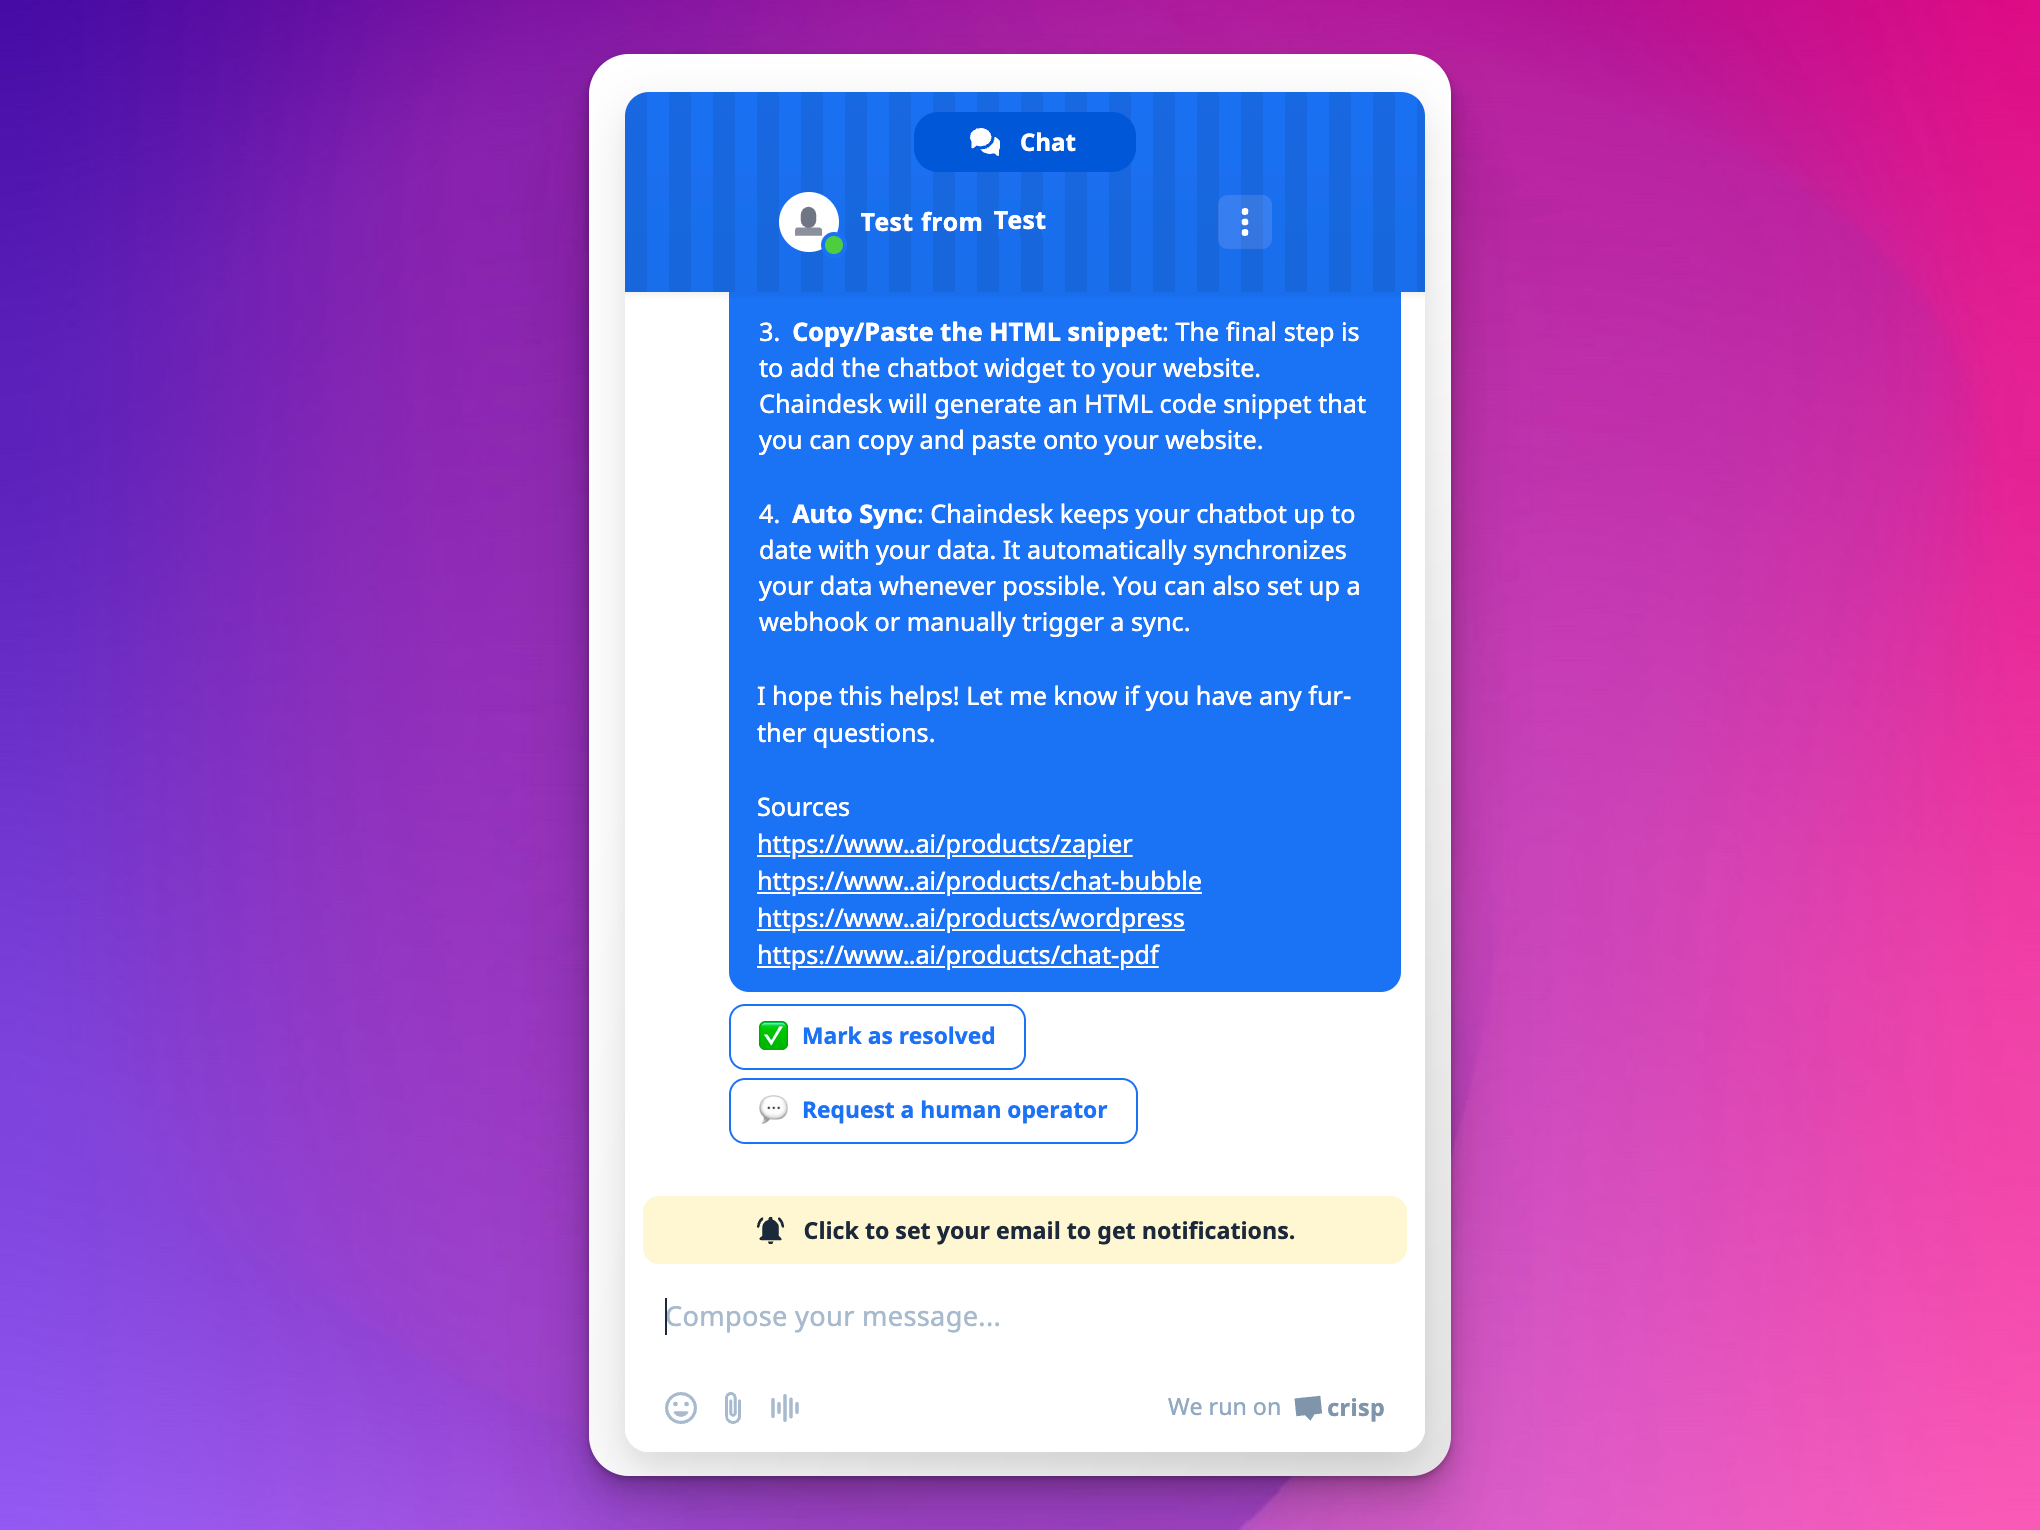 Chat
Test from Test
3. Copy/Paste the HTML snippet: The final step is
to add the chatbot widget to your website.
Chaindesk will generate an HTML code snippet that
you can copy and paste onto your website.
4. Auto Sync: Chaindesk keeps your chatbot up to
date with your data. It automatically synchronizes
your data whenever possible. You can also set up a
webhook or manually trigger a sync.
I hope this helps! Let me know if you have any fur-
ther questions.
Sources
https://www..ai/products/zapier
https://www..ai/products/chat-bubble
https://www..ai/products/wordpress
https://www..ai/products/chat-pdf
Mark as resolved
Request a human operator
Click to set your email to get notifications.
Compose your message...
We run on crisp